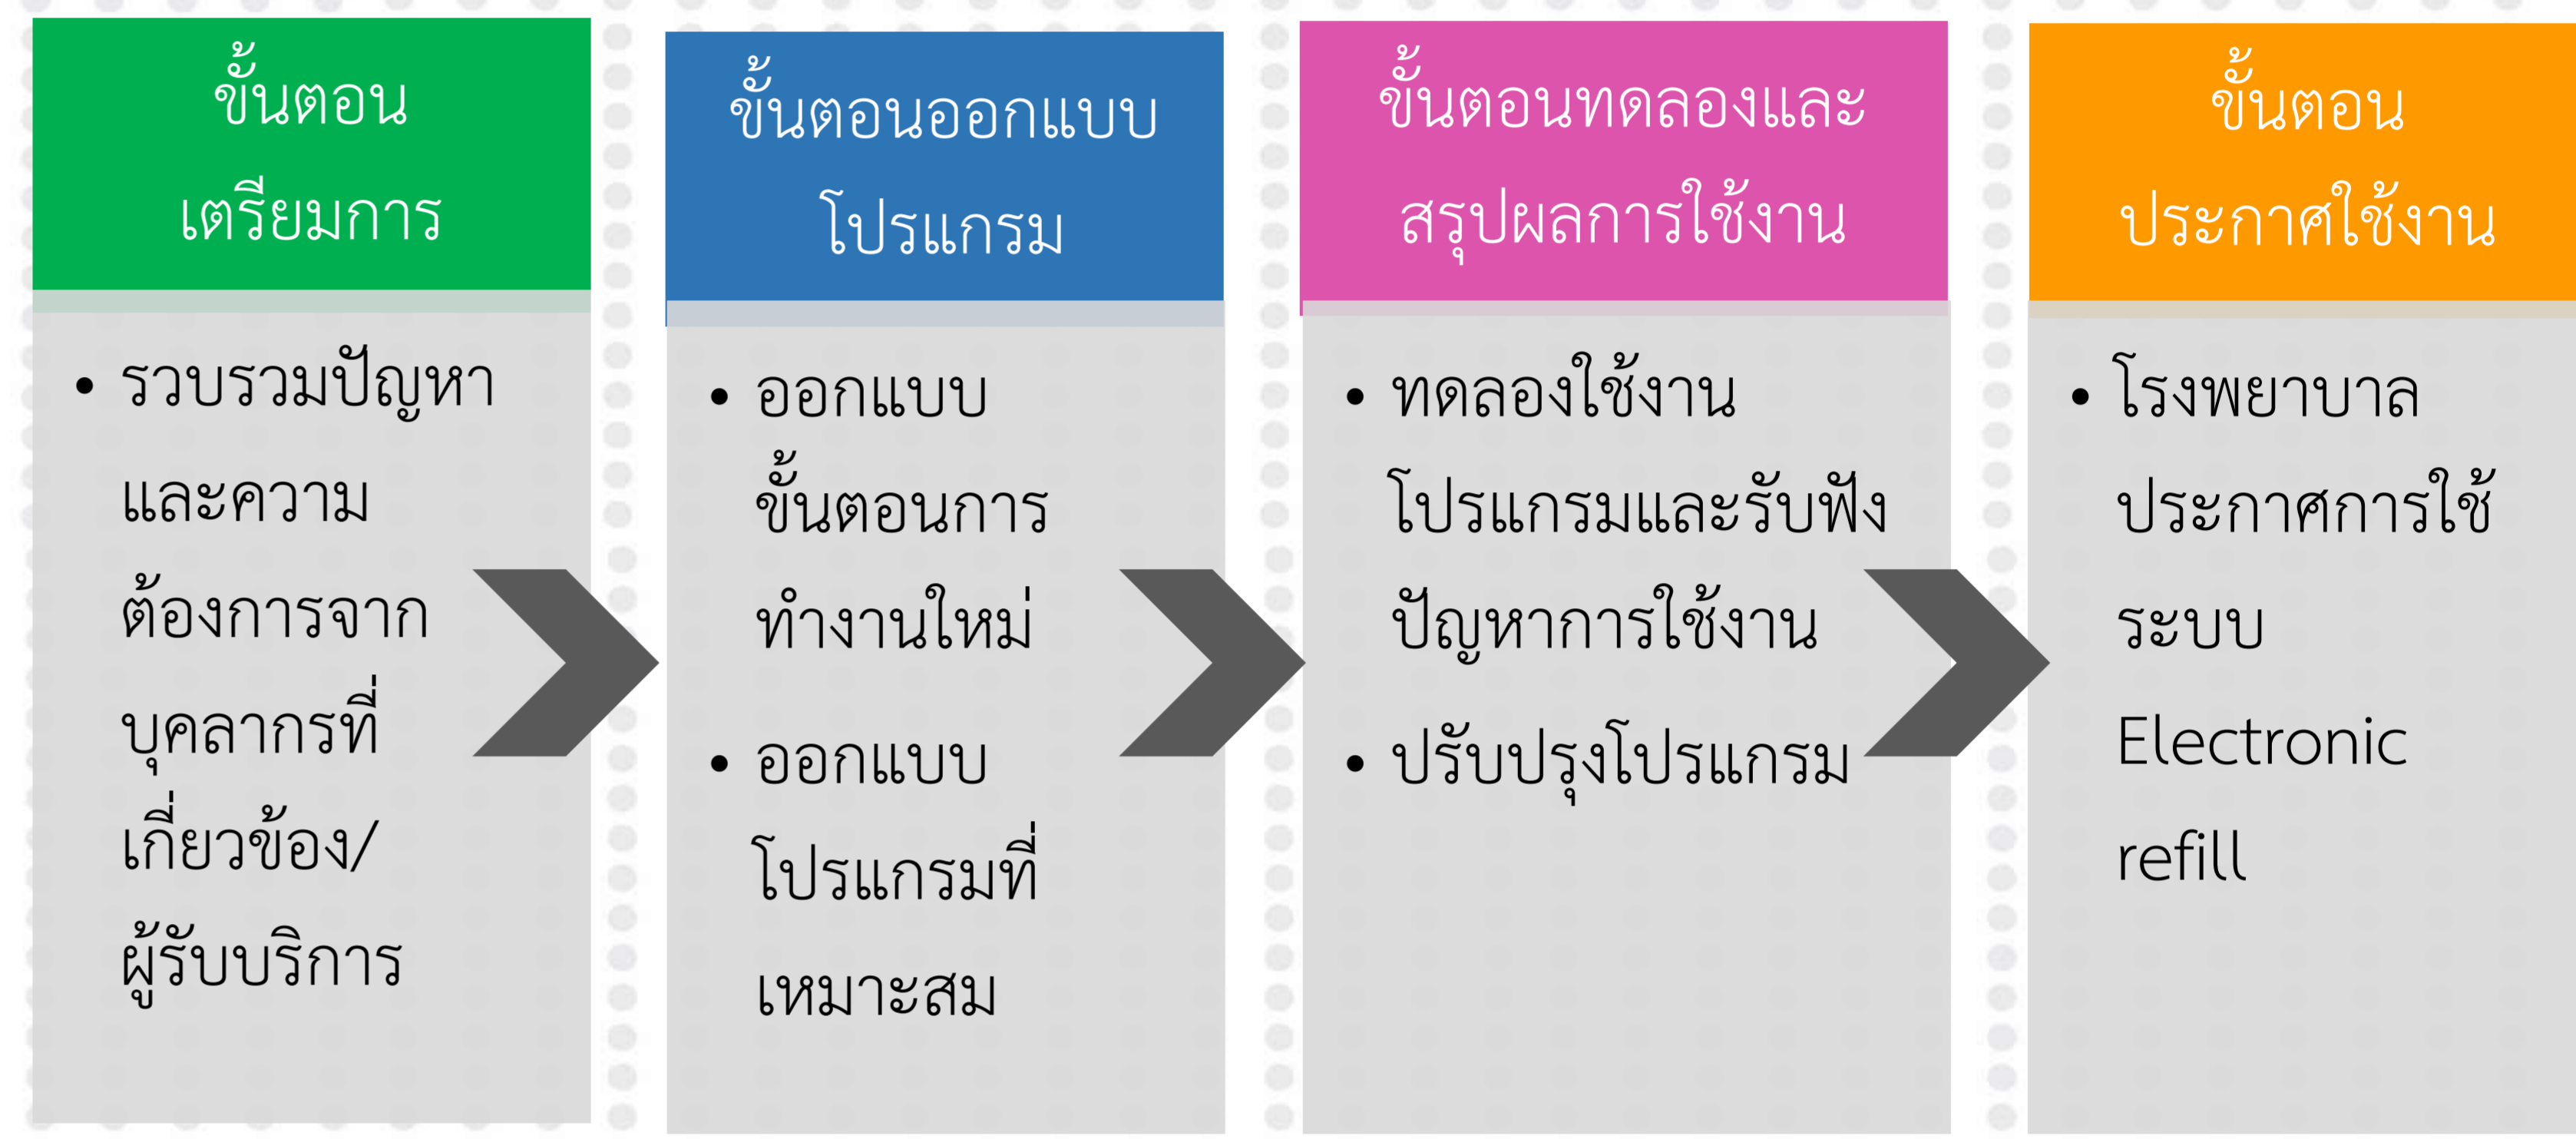 ขั้นตอน
เตรียมการ
• รวบรวมปัญหา
และความ
ต้องการจาก
บุคลากรที่
เกี่ยวข้อง/
ผู้รับบริการ
ขั้นตอนออกแบบ
โปรแกรม
• ออกแบบ
ขั้นตอนการ
ทำงานใหม่
• ออกแบบ
โปรแกรมที่
เหมาะสม
ขั้นตอนทดลองและ
สรุปผลการใช้งาน
• ทดลองใช้งาน
โปรแกรมและรับฟัง
ปัญหาการใช้งาน
• ปรับปรุงโปรแกรม
ขั้นตอน
ประกาศใช้งาน
• โรงพยาบาล
ประกาศการใช้
ระบบ
Electronic
refill